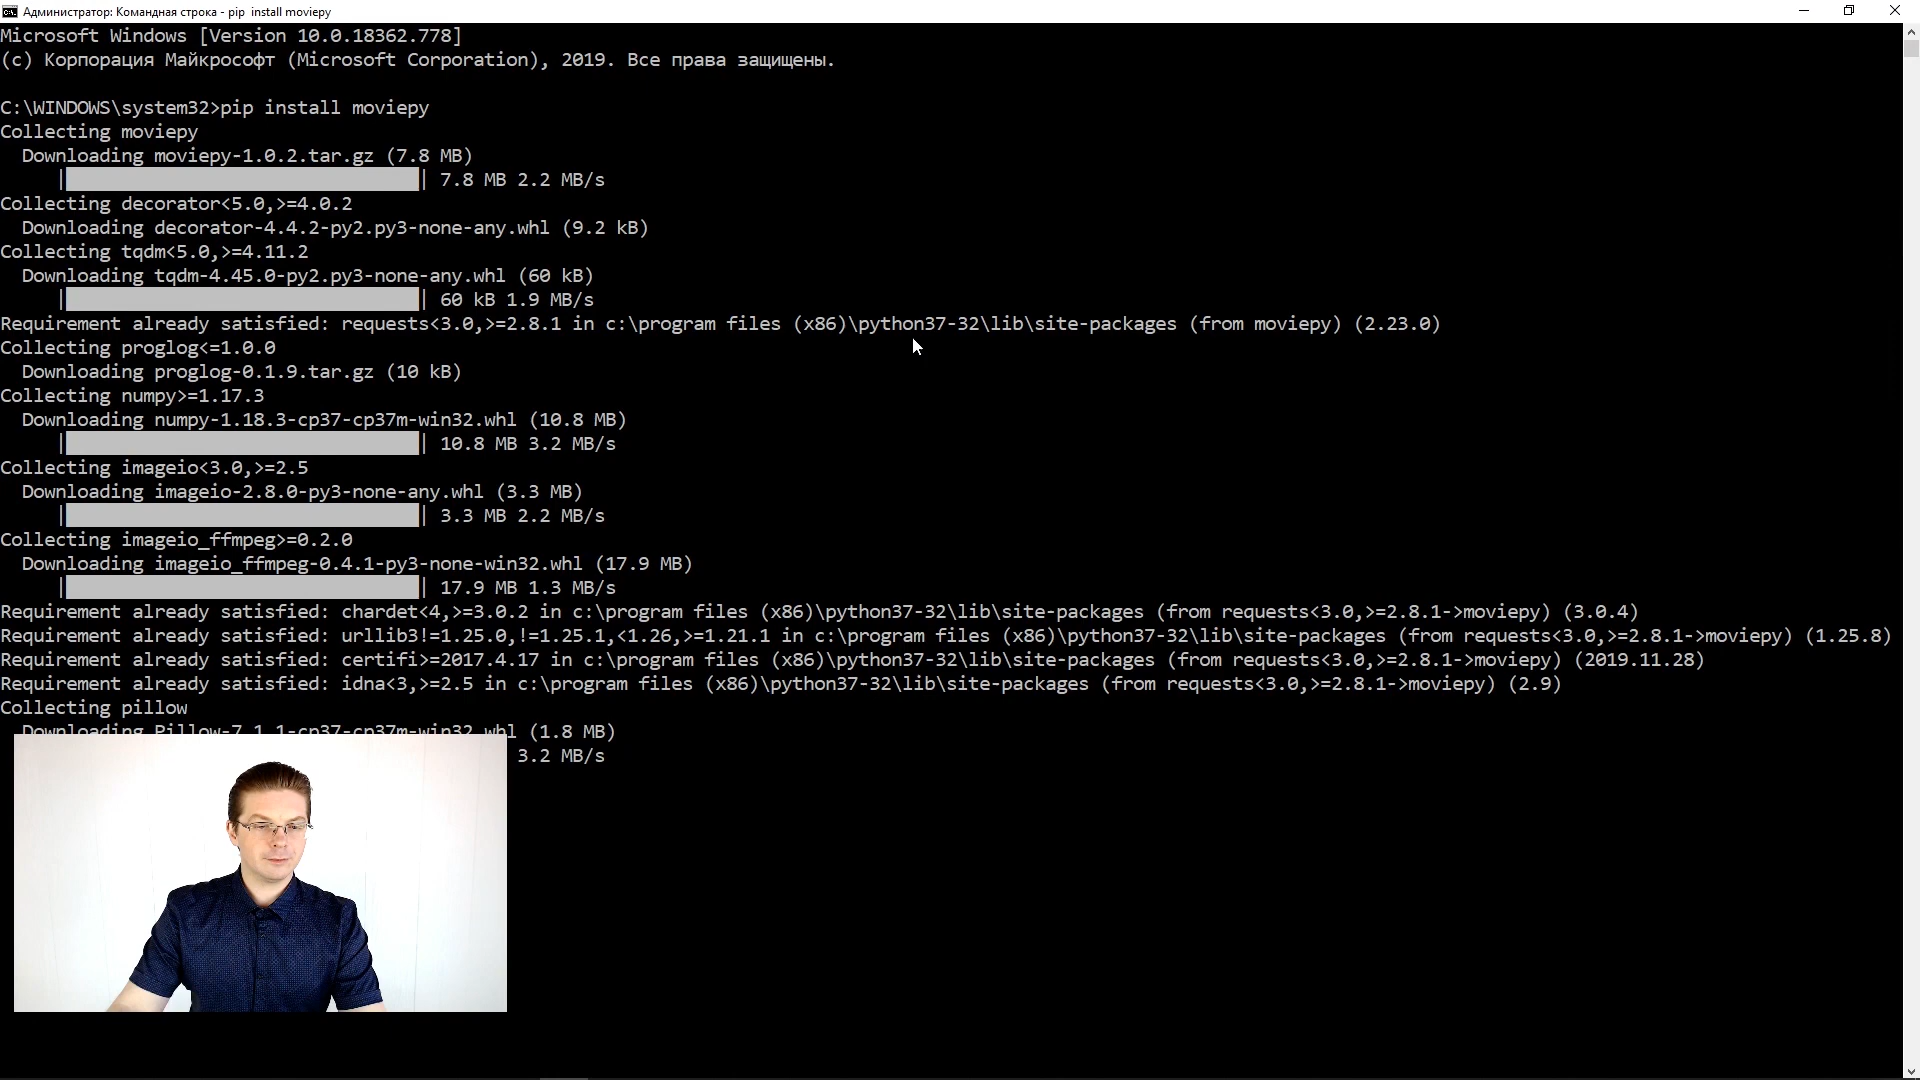 Администратор: Командная строка - pip install moviepy
Microsoft Windows [Version 10.0.18362.778]
(c) Корпорация Майкрософт (Microsoft Corporation), 2019. Все права защищены.
C:\WINDOWS\system32>pip install moviepy
Collecting moviepy
Downloading moviepy-1.0.2.tar.gz (7.8 MB)
| | 7.8 MB 2.2 MB/s
Collecting decorator<5.0,>=4.0.2
Downloading decorator-4.4.2-py2.py3-none-any.whl (9.2 kB)
Collecting tqdm<5.0,>=4.11.2
Downloading tqdm-4.45.0-py2.py3-none-any.whl (60 kB)
| | 60 kB 1.9 MB/s
Requirement already satisfied: requests<3.0,>=2.8.1 in c:\program files (x86)\python37-32\lib\site-packages (from moviepy) (2.23.0)
Collecting proglog<=1.0.0
Downloading proglog-0.1.9.tar.gz (10 kB)
Collecting numpy>=1.17.3
Downloading numpy-1.18.3-cp37-cp37m-win32.whl (10.8 MB)
| | 10.8 MB 3.2 MB/s
Collecting imageio<3.0,>=2.5
Downloading imageio-2.8.0-py3-none-any.whl (3.3 MB)
| | 3.3 MB 2.2 MB/s
Collecting imageio_ffmpeg>=0.2.0
Downloading imageio_ffmpeg-0.4.1-py3-none-win32.whl (17.9 MB)
| | 17.9 MB 1.3 MB/s
Requirement already satisfied: chardet<4,>=3.0.2 in c:\program files (x86)\python37-32\lib\site-packages (from requests<3.0,>=2.8.1->moviepy) (3.0.4)
Requirement already satisfied: urllib3!=1.25.0,!=1.25.1,<1.26,>=1.21.1 in c:\program files (x86)\python37-32\lib\site-packages (from requests<3.0,>=2.8.1->moviepy) (1.25.8)
Requirement already satisfied: certifi>=2017.4.17 in c:\program files (x86)\python37-32\lib\site-packages (from requests<3.0,>=2.8.1->moviepy) (2019.11.28)
Requirement already satisfied: idna<3,>=2.5 in c:\program files (x86)\python37-32\lib\site-packages (from requests<3.0,>=2.8.1->moviepy) (2.9)
Collecting pillow
Downloading Pillow-7.1.1-cp37-cp37m-win32.whl (1.8 MB)
3.2 MB/s